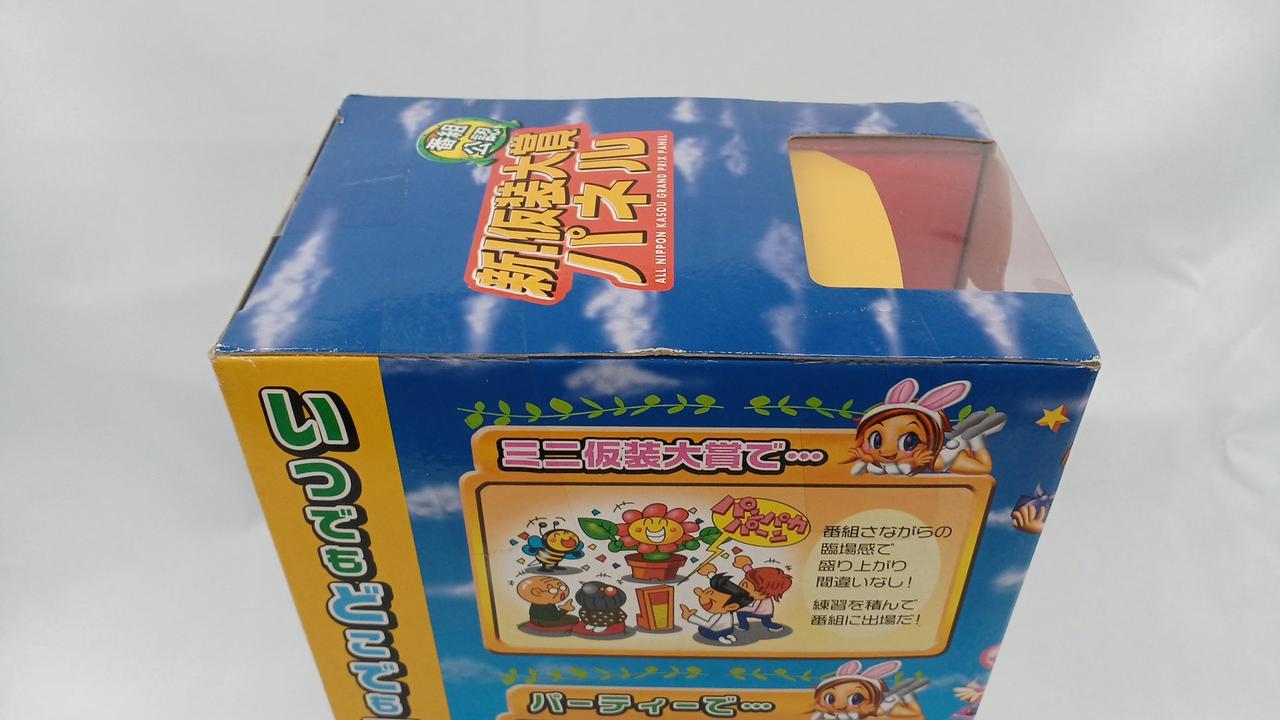 番組
公認
新仮装大賞
パネル
ALL NIPPON KASOU GRAND PRIX PANEL
いつでもどこでも
ミニ仮装大賞で…
パンパカ
パーン
番組さながらの
臨場感で
盛り上がり
間違いなし!
練習を積んで
番組に出場だ!
パーティーで…